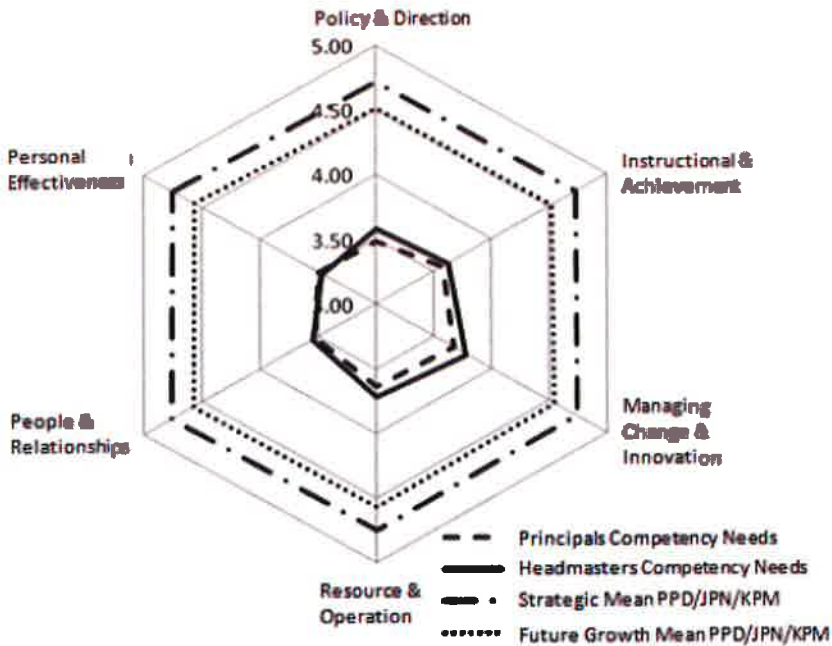 Policy & Direction
5.00
4.50
4.00
3.50
3.00
Personal
Effectiveness
Instructional &
Achievement
People &
Relationships
Managing
Change &
Innovation
Resource &
Operation
Principals Competency Needs
Headmasters Competency Needs
Strategic Mean PPD/JPN/KPM
Future Growth Mean PPD/JPN/KPM